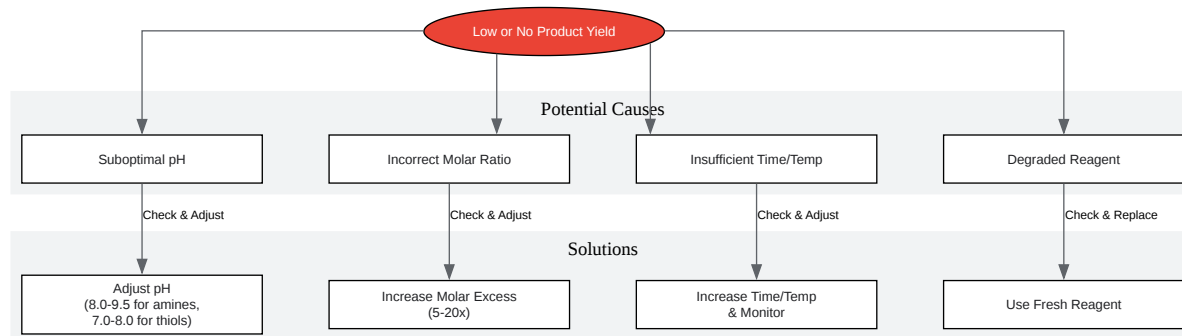 Low or No Product Yield
Potential Causes
Suboptimal pH
Incorrect Molar Ratio
Insufficient Time/Temp
Degraded Reagent
Check & Adjust
Check & Adjust
Check & Adjust
Check & Replace
Solutions
Adjust pH
(8.0-9.5 for amines,
7.0-8.0 for thiols)
Increase Molar Excess
(5-20x)
Increase Time/Temp
& Monitor
Use Fresh Reagent